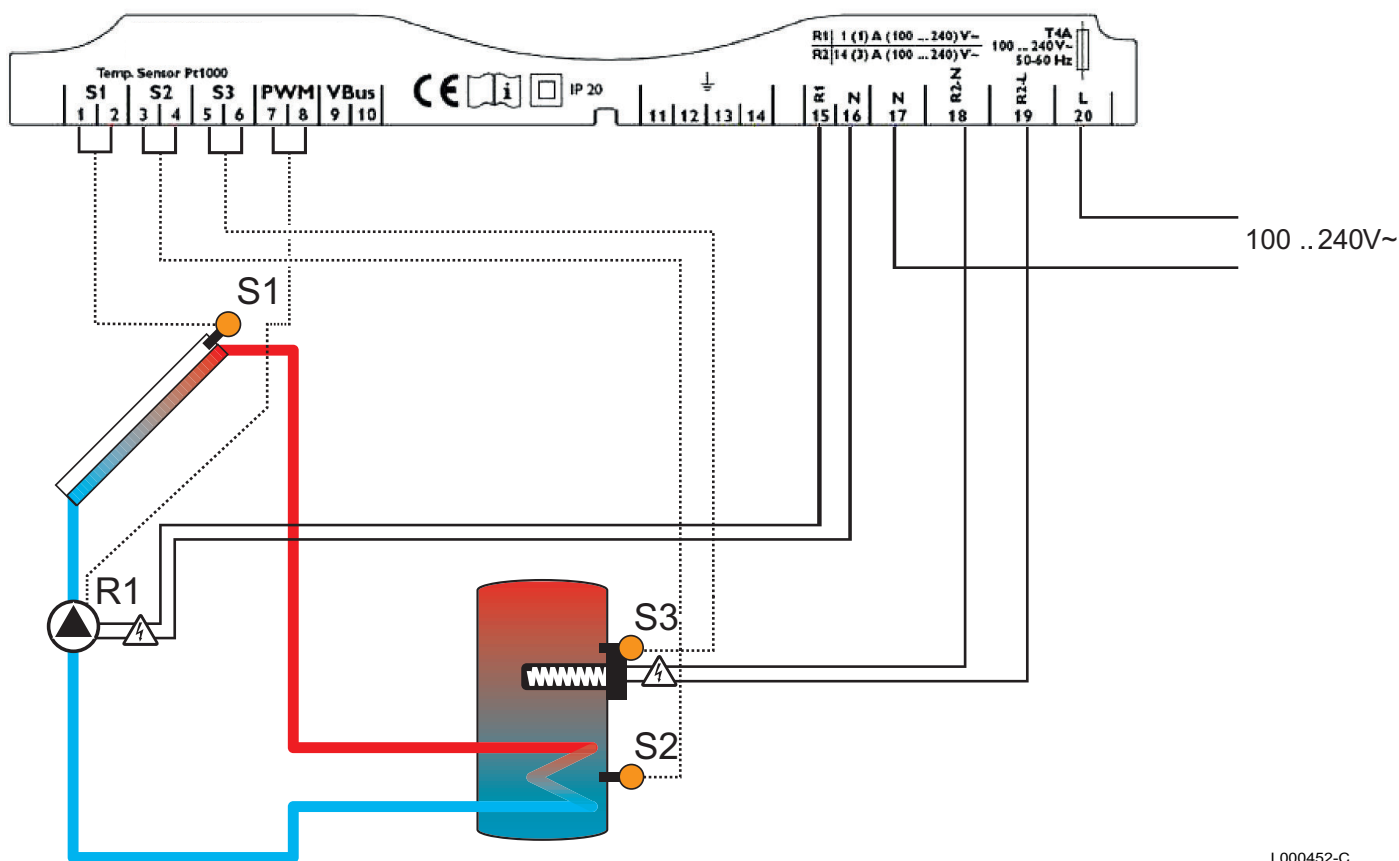 R1 1 (1) A (100 ... 240) V~
R2 14 (3) A (100 ... 240) V~
T4A
100 ... 240 V~
50-60 Hz
Temp. Sensor Pt1000
S1 S2 S3 PWM VBus
CE i IP 20
R1 N N R2-N R2-L L
1 2 3 4 5 6 7 8 9 10 11 12 13 14 15 16 17 18 19 20
100 .. 240V~
S1
R1
S3
S2
L000452-C